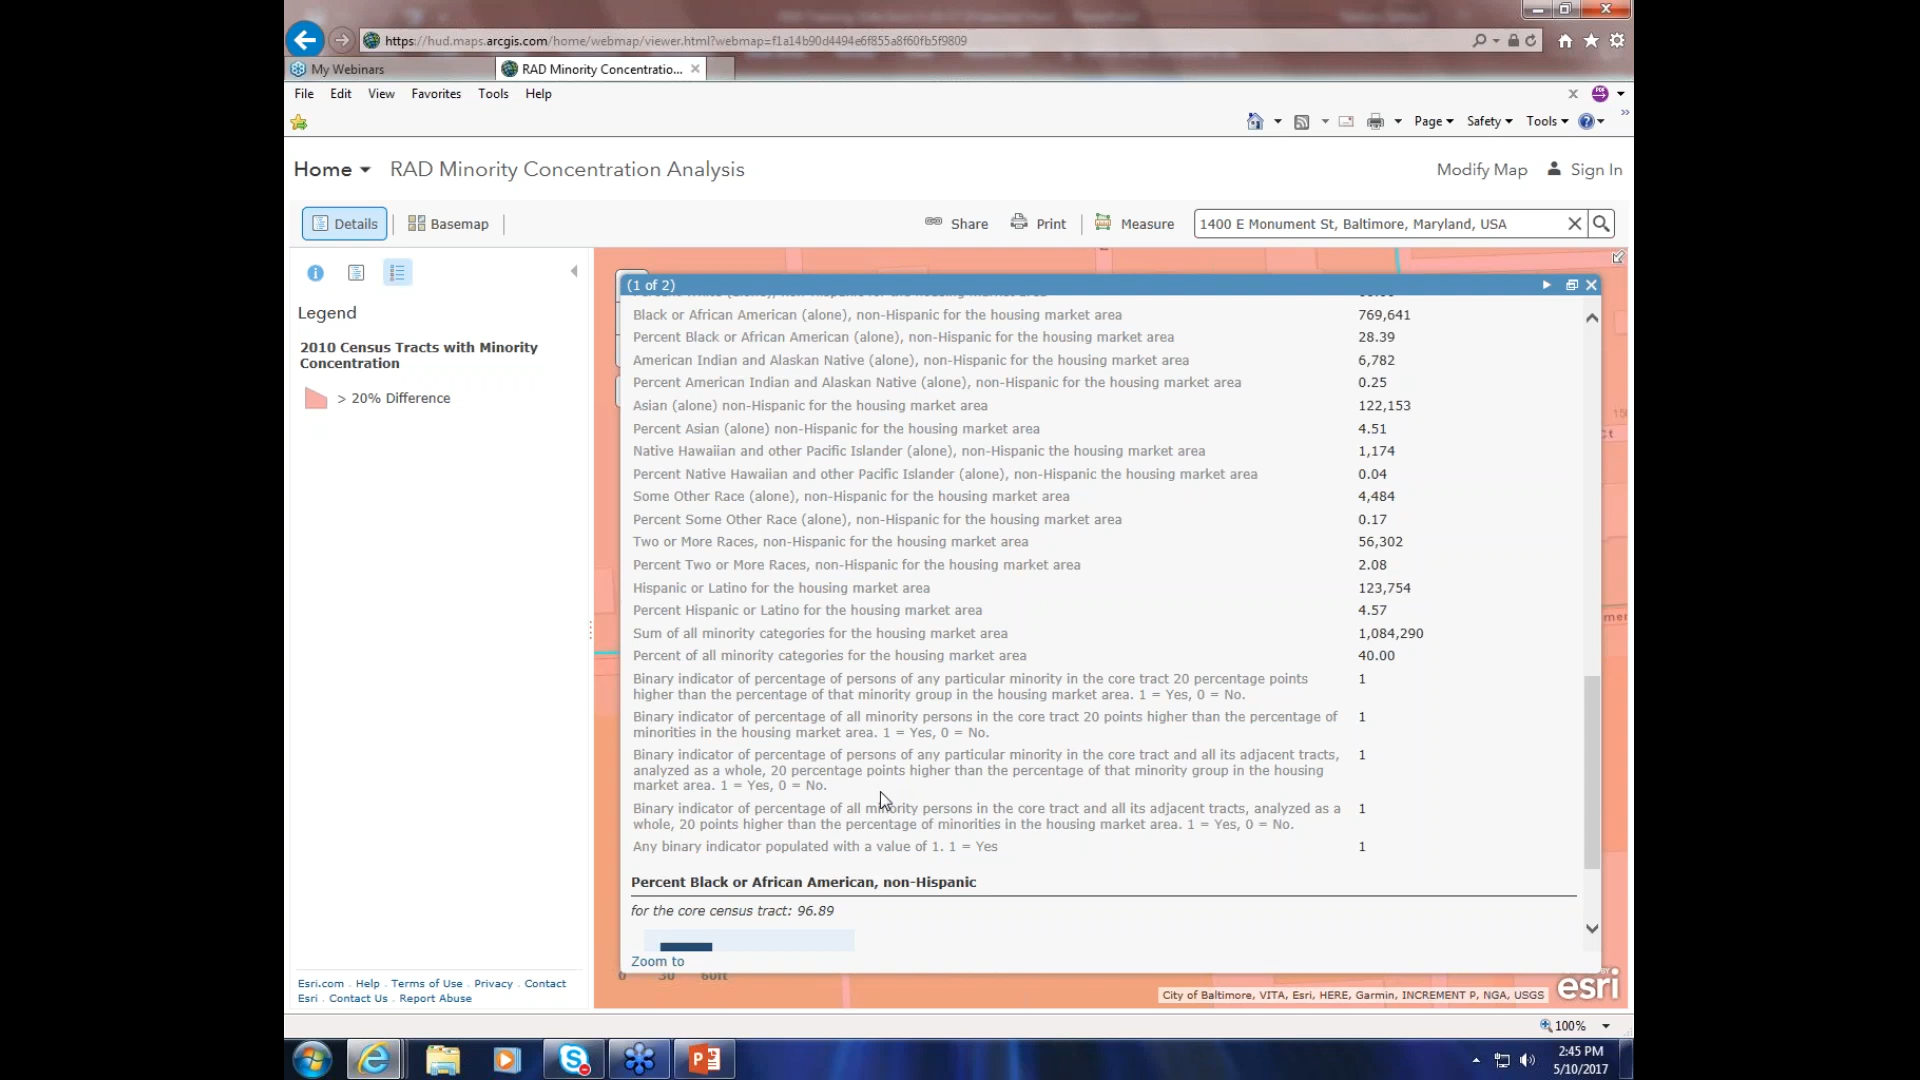 https://hud.maps.arcgis.com/home/webmap/viewer.html?webmap=f1a14b90d4494e6f855a8f60fb5f9809
My Webinars
RAD Minority Concentratio...
File Edit View Favorites Tools Help
Page Safety Tools
Home RAD Minority Concentration Analysis
Modify Map Sign In
Details Basemap
Share Print Measure 1400 E Monument St, Baltimore, Maryland, USA
Legend
2010 Census Tracts with Minority
Concentration
> 20% Difference
(1 of 2)
Black or African American (alone), non-Hispanic for the housing market area 769,641
Percent Black or African American (alone), non-Hispanic for the housing market area 28.39
American Indian and Alaskan Native (alone), non-Hispanic for the housing market area 6,782
Percent American Indian and Alaskan Native (alone), non-Hispanic for the housing market area 0.25
Asian (alone) non-Hispanic for the housing market area 122,153
Percent Asian (alone) non-Hispanic for the housing market area 4.51
Native Hawaiian and other Pacific Islander (alone), non-Hispanic the housing market area 1,174
Percent Native Hawaiian and other Pacific Islander (alone), non-Hispanic the housing market area 0.04
Some Other Race (alone), non-Hispanic for the housing market area 4,484
Percent Some Other Race (alone), non-Hispanic for the housing market area 0.17
Two or More Races, non-Hispanic for the housing market area 56,302
Percent Two or More Races, non-Hispanic for the housing market area 2.08
Hispanic or Latino for the housing market area 123,754
Percent Hispanic or Latino for the housing market area 4.57
Sum of all minority categories for the housing market area 1,084,290
Percent of all minority categories for the housing market area 40.00
Binary indicator of percentage of persons of any particular minority in the core tract 20 percentage points 1
higher than the percentage of that minority group in the housing market area. 1 = Yes, 0 = No.
Binary indicator of percentage of all minority persons in the core tract 20 points higher than the percentage of 1
minorities in the housing market area. 1 = Yes, 0 = No.
Binary indicator of percentage of persons of any particular minority in the core tract and all its adjacent tracts, 1
analyzed as a whole, 20 percentage points higher than the percentage of that minority group in the housing
market area. 1 = Yes, 0 = No.
Binary indicator of percentage of all minority persons in the core tract and all its adjacent tracts, analyzed as a 1
whole, 20 points higher than the percentage of minorities in the housing market area. 1 = Yes, 0 = No.
Any binary indicator populated with a value of 1. 1 = Yes 1
Percent Black or African American, non-Hispanic
for the core census tract: 96.89
Zoom to
0 30 60ft
Esri.com . Help . Terms of Use . Privacy . Contact
Esri . Contact Us . Report Abuse
City of Baltimore, VITA, Esri, HERE, Garmin, INCREMENT P, NGA, USGS
esri
100%
2:45 PM
5/10/2017